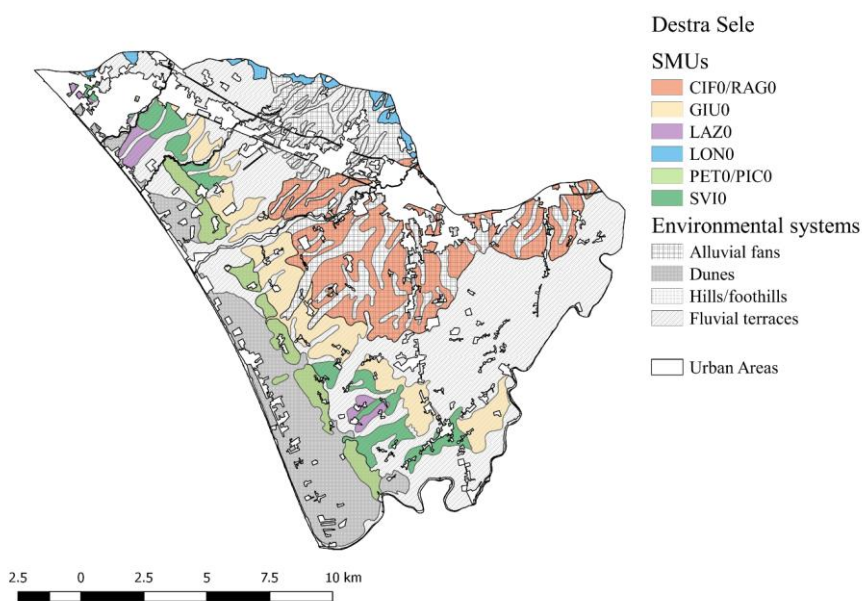 Destra Sele
SMUs
CIF0/RAG0
GIU0
LAZ0
LON0
PET0/PIC0
SVI0
Environmental systems
Alluvial fans
Dunes
Hills/foothills
Fluvial terraces
Urban Areas
2.5 0 2.5 5 7.5 10 km